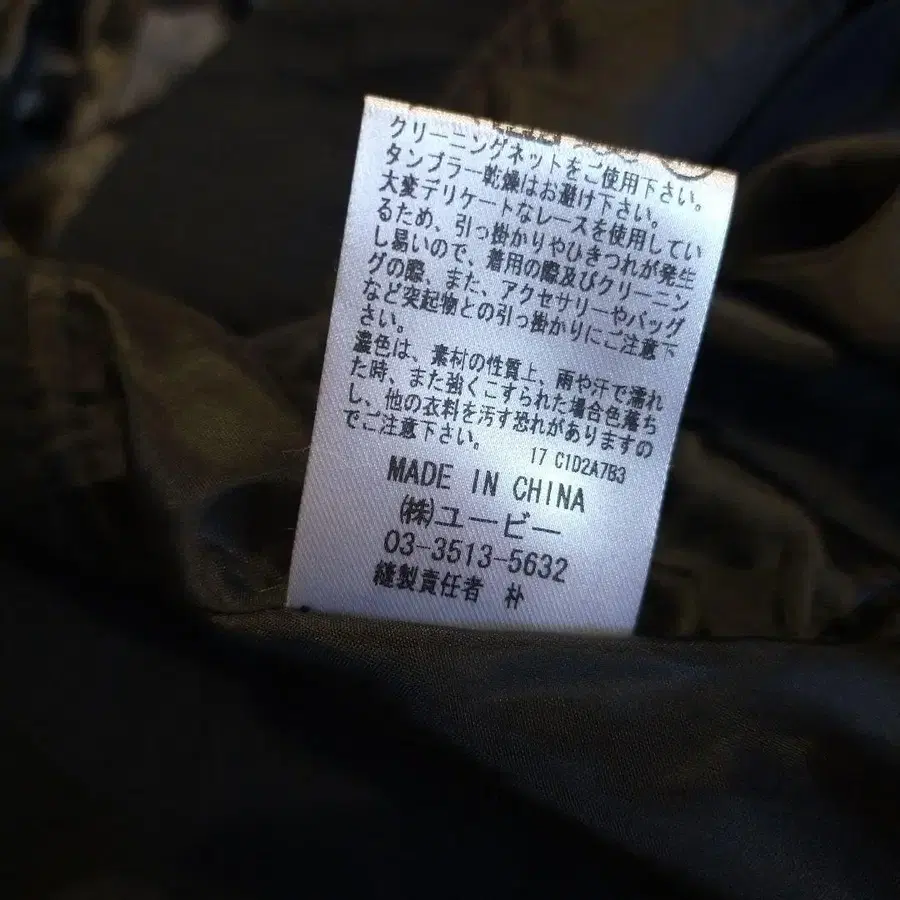 クリーニングネットをご使用下さい。
タンブラー乾燥はお避け下さい。
大変デリケートなレースを使用してい
るため、引っ掛かりやひきつれが発生
し易いので、着用の際及びクリーニン
グの際、また、アクセサリーやバッグ
など突起物との引っ掛かりにご注意下
さい。
濃色は、素材の性質上、雨や汗で濡れ
た時、また強くこすられた場合色落ち
し、他の衣料を汚す恐れがありますの
でご注意下さい。
17 C1D2A7B3
MADE IN CHINA
㈱ユービー
03-3513-5632
縫製責任者 朴